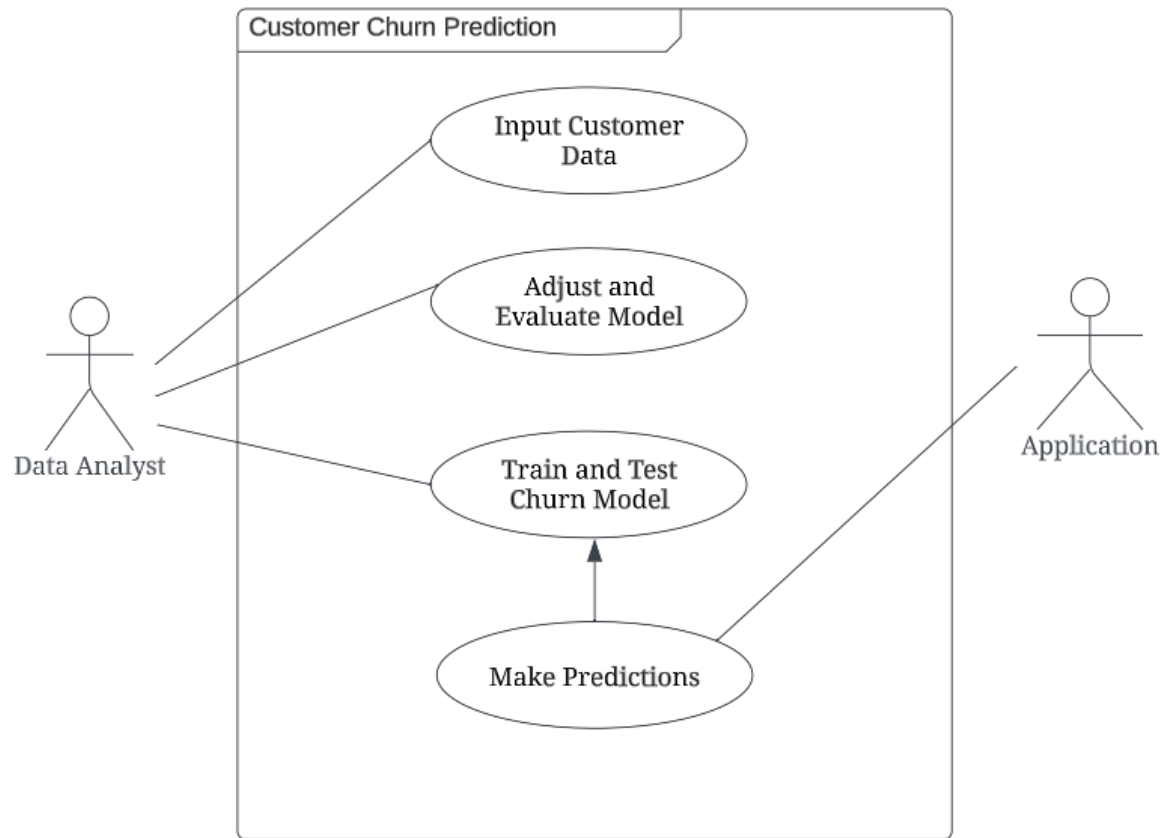 Customer Churn Prediction
Input Customer
Data
Adjust and
Evaluate Model
Data Analyst
Application
Train and Test
Churn Model
Make Predictions